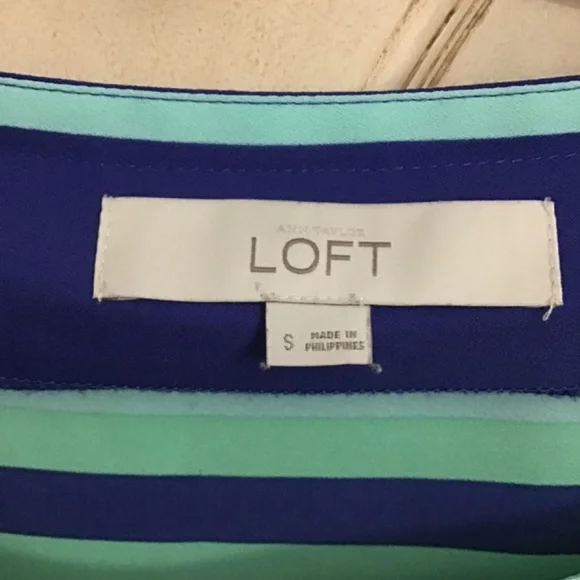 ANN TAYLOR
LOFT
S
MADE IN
PHILIPPINES